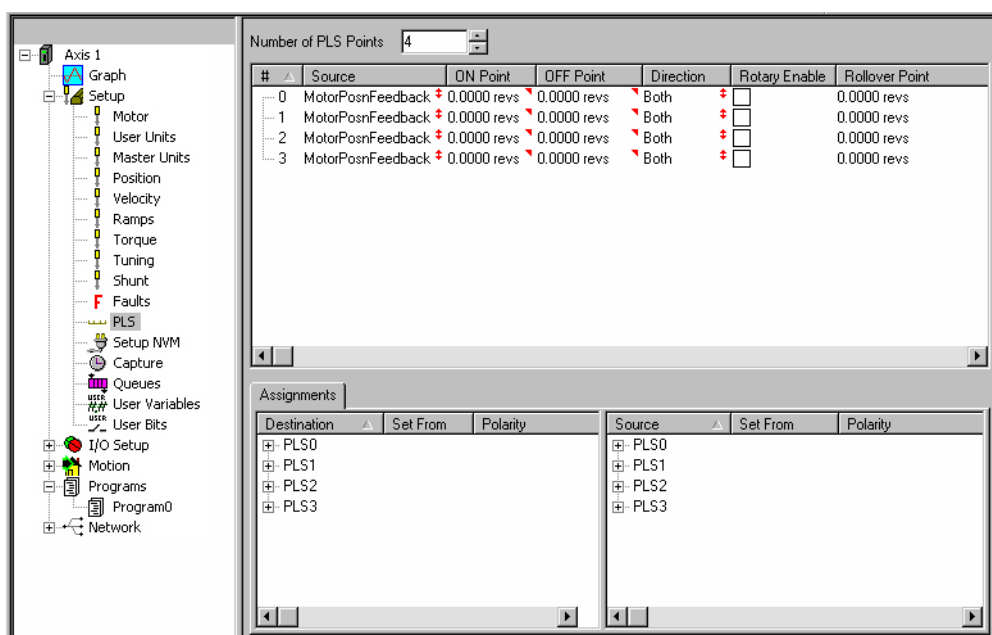 Axis 1
Graph
Setup
Motor
User Units
Master Units
Position
Velocity
Ramps
Torque
Tuning
Shunt
F Faults
PLS
Setup NVM
Capture
Queues
USER #.# User Variables
USER User Bits
I/O Setup
in Motion
Programs
Program0
Network
Number of PLS Points 4
# Source ON Point OFF Point Direction Rotary Enable Rollover Point
0 MotorPosnFeedback 0.0000 revs 0.0000 revs Both 0.0000 revs
1 MotorPosnFeedback 0.0000 revs 0.0000 revs Both 0.0000 revs
2 MotorPosnFeedback 0.0000 revs 0.0000 revs Both 0.0000 revs
3 MotorPosnFeedback 0.0000 revs 0.0000 revs Both 0.0000 revs
Assignments
Destination Set From Polarity
PLS0
PLS1
PLS2
PLS3
Source Set From Polarity
PLS0
PLS1
PLS2
PLS3